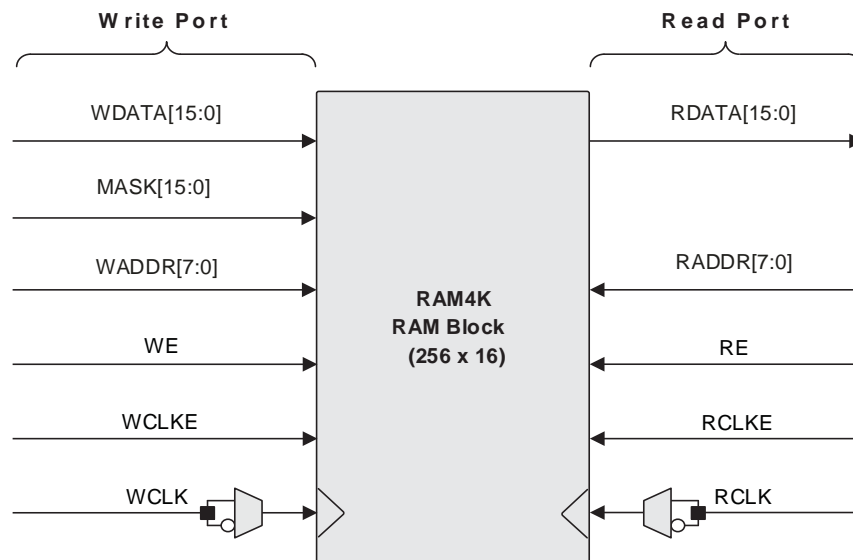 Write Port
Read Port
WDATA[15:0]
RDATA[15:0]
MASK[15:0]
WADDR[7:0]
RADDR[7:0]
RAM4K
RAM Block
(256 x 16)
WE
RE
WCLKE
RCLKE
WCLK
RCLK